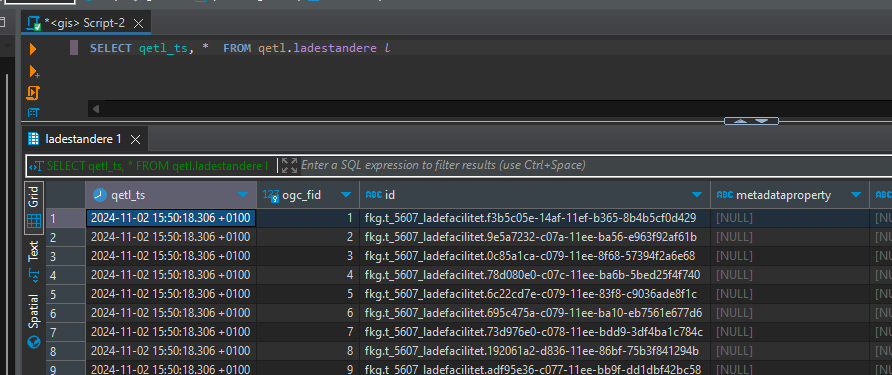 *<gis> Script-2
SELECT qetl_ts, * FROM qetl.ladestandere l
ladestandere 1
SELECT qetl_ts, * FROM qetl.ladestandere l
Enter a SQL expression to filter results (use Ctrl+Space)
Grid
Text
Spatial
qetl_ts 123 ogc_fid ABC id ABC metadataproperty ABC
1 2024-11-02 15:50:18.306 +0100 1 fkg.t_5607_ladefacilitet.f3b5c05e-14af-11ef-b365-8b4b5cf0d429 [NULL]
2 2024-11-02 15:50:18.306 +0100 2 fkg.t_5607_ladefacilitet.9e5a7232-c07a-11ee-ba56-e963f92af61b [NULL]
3 2024-11-02 15:50:18.306 +0100 3 fkg.t_5607_ladefacilitet.0c85a1ca-c079-11ee-8f68-57394f2a6e68 [NULL]
4 2024-11-02 15:50:18.306 +0100 4 fkg.t_5607_ladefacilitet.78d080e0-c07c-11ee-ba6b-5bed25f4f740 [NULL]
5 2024-11-02 15:50:18.306 +0100 5 fkg.t_5607_ladefacilitet.6c22cd7e-c079-11ee-83f8-c9036ade8f1c [NULL]
6 2024-11-02 15:50:18.306 +0100 6 fkg.t_5607_ladefacilitet.695c475a-c079-11ee-ba10-eb7561e677d6 [NULL]
7 2024-11-02 15:50:18.306 +0100 7 fkg.t_5607_ladefacilitet.73d976e0-c078-11ee-bdd9-3df4ba1c784c [NULL]
8 2024-11-02 15:50:18.306 +0100 8 fkg.t_5607_ladefacilitet.192061a2-d836-11ee-86bf-75b3f841294b [NULL]
9 2024-11-02 15:50:18.306 +0100 9 fkg.t_5607_ladefacilitet.adf95e36-c077-11ee-bb9f-dd1dbf42bc58 [NULL]